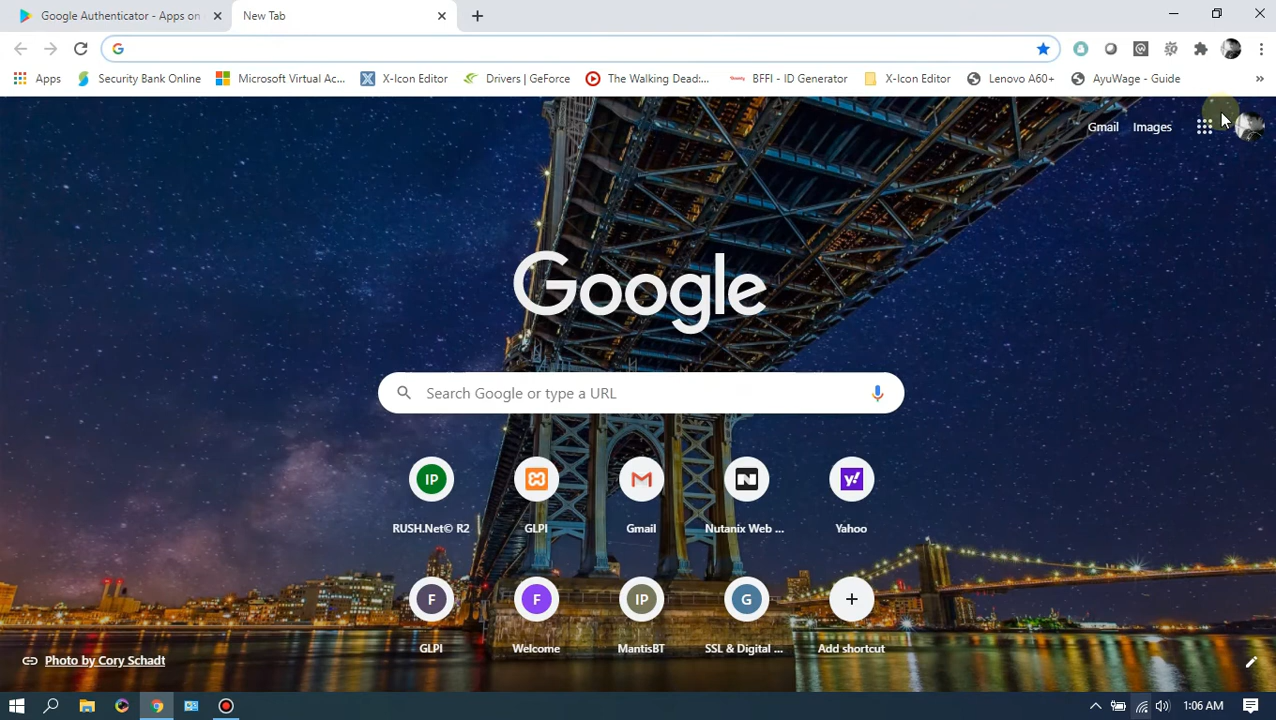 Google Authenticator - Apps on
New Tab
Apps
Security Bank Online
Microsoft Virtual Ac...
X-Icon Editor
Drivers | GeForce
The Walking Dead:...
BFFI - ID Generator
X-IconEditor
Lenovo A60+
AyuWage - Guide
Gmail
Images
Google
Search Google or type a URL
IP
RUSH.Net© R2
GLPI
Gmail
Nutanix Web ...
Yahoo
F
F
IP
G
GLPI
Welcome
MantisBT
SSL & Digital ...
Add shortcut
Photo by Cory Schadt
1:06 AM